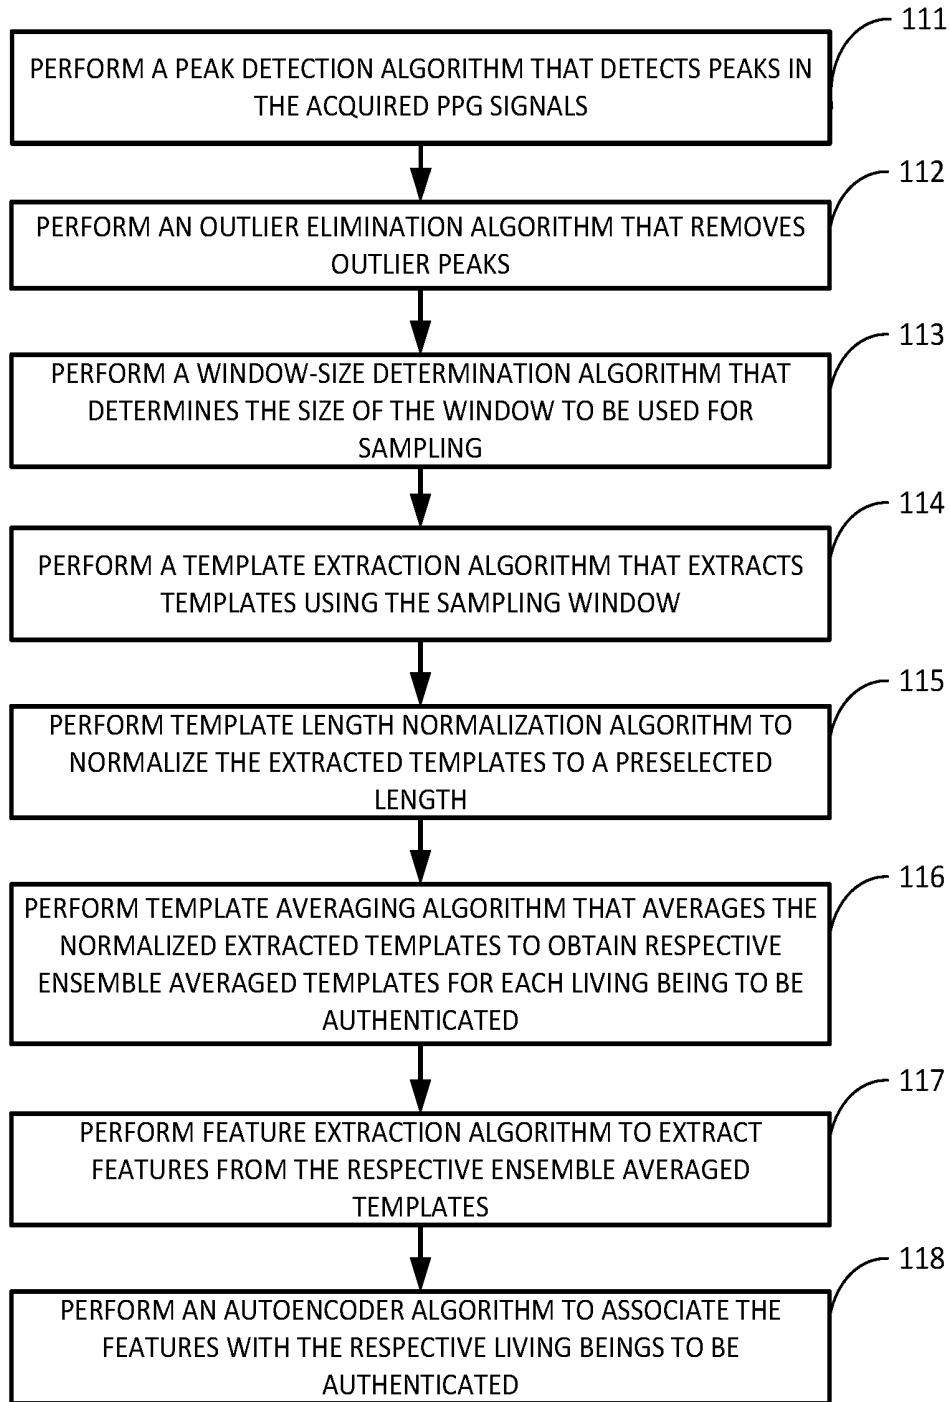 111
PERFORM A PEAK DETECTION ALGORITHM THAT DETECTS PEAKS IN
THE ACQUIRED PPG SIGNALS
112
PERFORM AN OUTLIER ELIMINATION ALGORITHM THAT REMOVES
OUTLIER PEAKS
113
PERFORM A WINDOW-SIZE DETERMINATION ALGORITHM THAT
DETERMINES THE SIZE OF THE WINDOW TO BE USED FOR
SAMPLING
114
PERFORM A TEMPLATE EXTRACTION ALGORITHM THAT EXTRACTS
TEMPLATES USING THE SAMPLING WINDOW
115
PERFORM TEMPLATE LENGTH NORMALIZATION ALGORITHM TO
NORMALIZE THE EXTRACTED TEMPLATES TO A PRESELECTED
LENGTH
116
PERFORM TEMPLATE AVERAGING ALGORITHM THAT AVERAGES THE
NORMALIZED EXTRACTED TEMPLATES TO OBTAIN RESPECTIVE
ENSEMBLE AVERAGED TEMPLATES FOR EACH LIVING BEING TO BE
AUTHENTICATED
117
PERFORM FEATURE EXTRACTION ALGORITHM TO EXTRACT
FEATURES FROM THE RESPECTIVE ENSEMBLE AVERAGED
TEMPLATES
118
PERFORM AN AUTOENCODER ALGORITHM TO ASSOCIATE THE
FEATURES WITH THE RESPECTIVE LIVING BEINGS TO BE
AUTHENTICATED